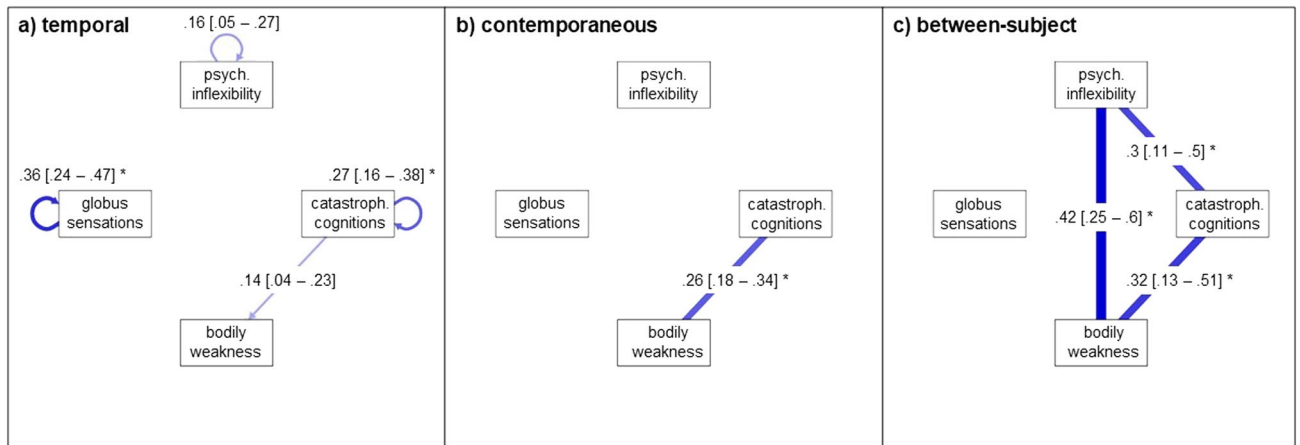 a) temporal
.16 [.05 – .27]
psych.
inflexibility
.36 [.24 – .47] *
globus
sensations
.27 [.16 – .38] *
catastroph.
cognitions
.14 [.04 – .23]
bodily
weakness
b) contemporaneous
psych.
inflexibility
globus
sensations
catastroph.
cognitions
.26 [.18 – .34] *
bodily
weakness
c) between-subject
psych.
inflexibility
.3 [.11 – .5] *
globus
sensations
.42 [.25 – .6] *
catastroph.
cognitions
.32 [.13 – .51] *
bodily
weakness